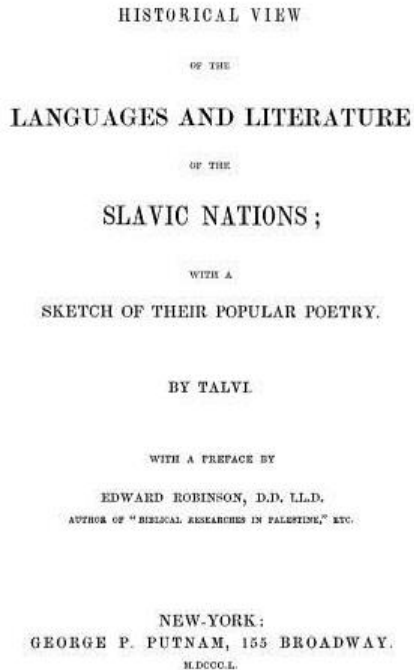 HISTORICAL VIEW
OF THE
LANGUAGES AND LITERATURE
OF THE
SLAVIC NATIONS;
WITH A
SKETCH OF THEIR POPULAR POETRY.
BY TALVI.
WITH A PREFACE BY
EDWARD ROBINSON, D.D. LL.D.
AUTHOR OF "BIBLICAL RESEARCHES IN PALESTINE," ETC.
NEW-YORK:
GEORGE P. PUTNAM, 155 BROADWAY.
M.DCCC.L.